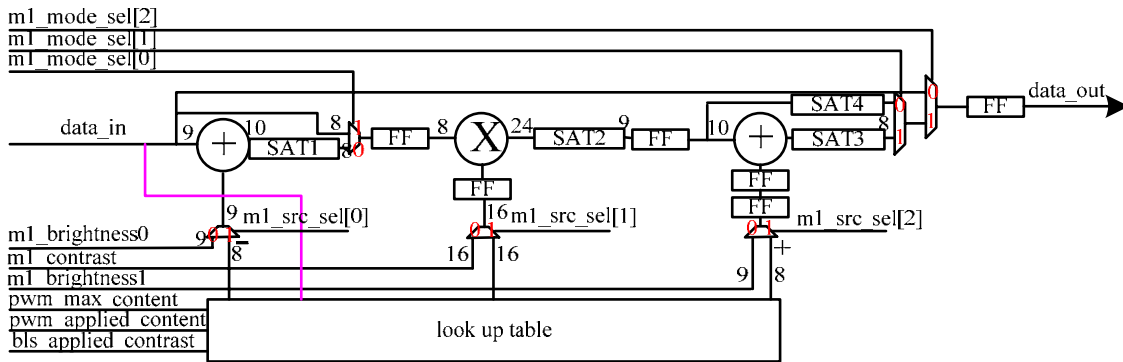 m1_mode_sel[2]
m1_mode_sel[1]
m1_mode_sel[0]
data_in
9
+
10
SAT1
8
8
1
0
FF
8
X
24
SAT2
9
FF
10
+
SAT4
SAT3
8
0
1
0
1
FF
data_out
FF
FF
FF
9
m1_src_sel[0]
16
m1_src_sel[1]
m1_src_sel[2]
m1_brightness0
9
0 1
-
8
m1_contrast
16
0 1
16
m1_brightness1
9
0 1
+
8
pwm_max_content
pwm_applied_content
bls_applied_contrast
look up table